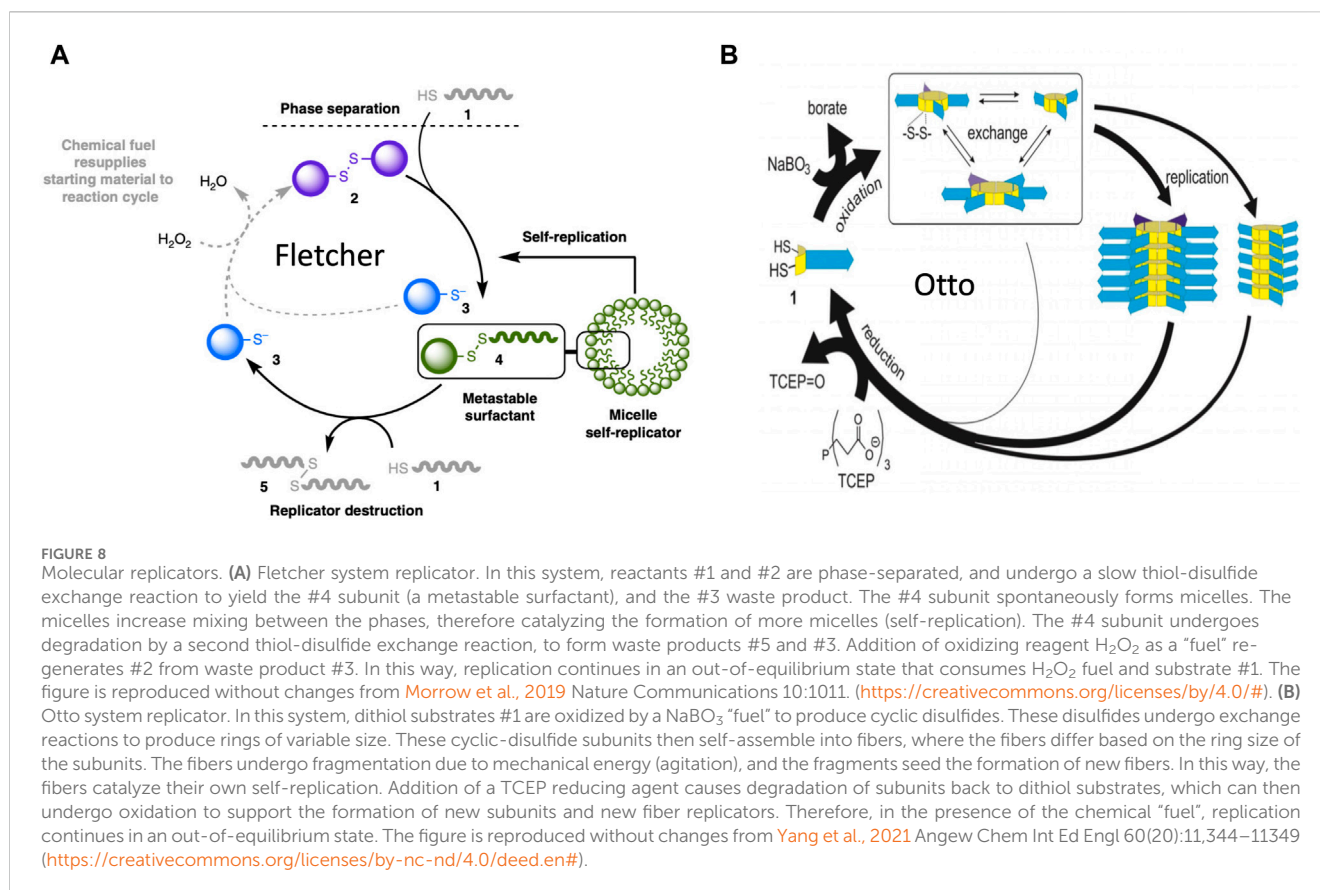 A
Phase separation
HS
1
Chemical fuel
resupplies
starting material to
reaction cycle
H2O
S
S
2
H2O2
Fletcher
Self-replication
S–
3
S–
3
S
S
4
Metastable
surfactant
Micelle
self-replicator
S
S
5
HS
1
Replicator destruction
B
borate
NaBO3
oxidation
-S-S-
exchange
replication
HS
HS
1
Otto
reduction
TCEP=O
P
O
O
⊖
3
TCEP
FIGURE 8
Molecular replicators. (A) Fletcher system replicator. In this system, reactants #1 and #2 are phase-separated, and undergo a slow thiol-disulfide
exchange reaction to yield the #4 subunit (a metastable surfactant), and the #3 waste product. The #4 subunit spontaneously forms micelles. The
micelles increase mixing between the phases, therefore catalyzing the formation of more micelles (self-replication). The #4 subunit undergoes
degradation by a second thiol-disulfide exchange reaction, to form waste products #5 and #3. Addition of oxidizing reagent H2O2 as a “fuel” re-
generates #2 from waste product #3. In this way, replication continues in an out-of-equilibrium state that consumes H2O2 fuel and substrate #1. The
figure is reproduced without changes from Morrow et al., 2019 Nature Communications 10:1011. (https://creativecommons.org/licenses/by/4.0/#). (B)
Otto system replicator. In this system, dithiol substrates #1 are oxidized by a NaBO3 “fuel” to produce cyclic disulfides. These disulfides undergo exchange
reactions to produce rings of variable size. These cyclic-disulfide subunits then self-assemble into fibers, where the fibers differ based on the ring size of
the subunits. The fibers undergo fragmentation due to mechanical energy (agitation), and the fragments seed the formation of new fibers. In this way, the
fibers catalyze their own self-replication. Addition of a TCEP reducing agent causes degradation of subunits back to dithiol substrates, which can then
undergo oxidation to support the formation of new subunits and new fiber replicators. Therefore, in the presence of the chemical “fuel”, replication
continues in an out-of-equilibrium state. The figure is reproduced without changes from Yang et al., 2021 Angew Chem Int Ed Engl 60(20):11,344–11349
(https://creativecommons.org/licenses/by-nc-nd/4.0/deed.en#).